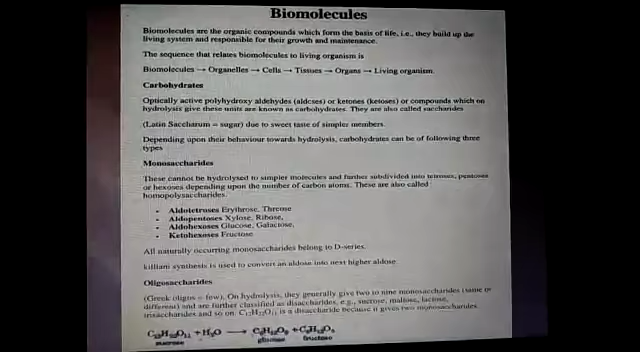 Biomolecules
Biomolecules are the organic compounds which form the basis of life, i.e., they build up the
living system and responsible for their growth and maintenance.
The sequence that relates biomolecules to living organism is
Biomolecules → Organelles → Cells → Tissues → Organs → Living organism.
Carbohydrates
Optically active polyhydroxy aldehydes (aldoses) or ketones (ketoses) or compounds which on
hydrolysis give these units are known as carbohydrates. They are also called saccharides
(Latin Saccharum = sugar) due to sweet taste of simpler members.
Depending upon their behaviour towards hydrolysis, carbohydrates can be of following three
types
Monosaccharides
These cannot be hydrolysed to simpler molecules and further subdivided into tetroses, pentoses
or hexoses depending upon the number of carbon atoms. These are also called
homopolysaccharides.
• Aldotetroses Erythrose, Threose
• Aldopentoses Xylose, Ribose,
• Aldohexoses Glucose, Galactose,
• Ketohexoses Fructose
All naturally occurring monosaccharides belong to D-series.
killiani synthesis is used to convert an aldose into next higher aldose.
Oligosaccharides
(Greek oligos = few). On hydrolysis, they generally give two to nine monosaccharides (same or
different) and are further classified as disaccharides, e.g., sucrose, maltose, lactose,
trisaccharides and so on. C₁₂H₂₂O₁₁ is a disaccharide because it gives two monosaccharides.
C₁₂H₂₂O₁₁ + H₂O → C₆H₁₂O₆ + C₆H₁₂O₆
sucrose glucose fructose